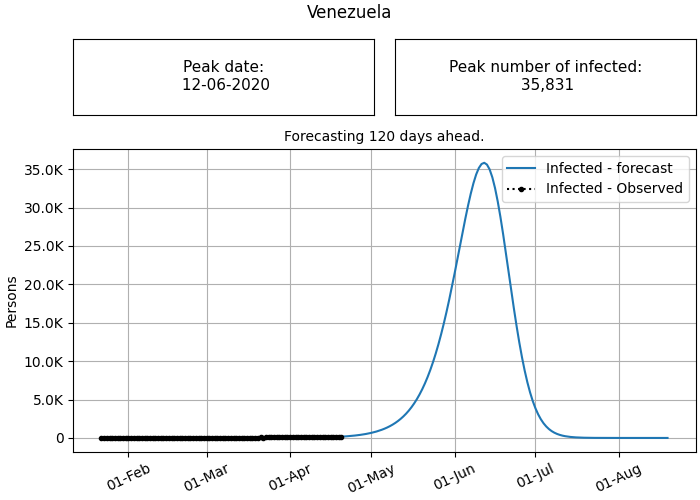 Venezuela
Peak date:
12-06-2020
Peak number of infected:
35,831
Forecasting 120 days ahead.
Infected - forecast
Infected - Observed
35.0K
30.0K
25.0K
20.0K
15.0K
10.0K
5.0K
0
Persons
01-Feb
01-Mar
01-Apr
01-May
01-Jun
01-Jul
01-Aug